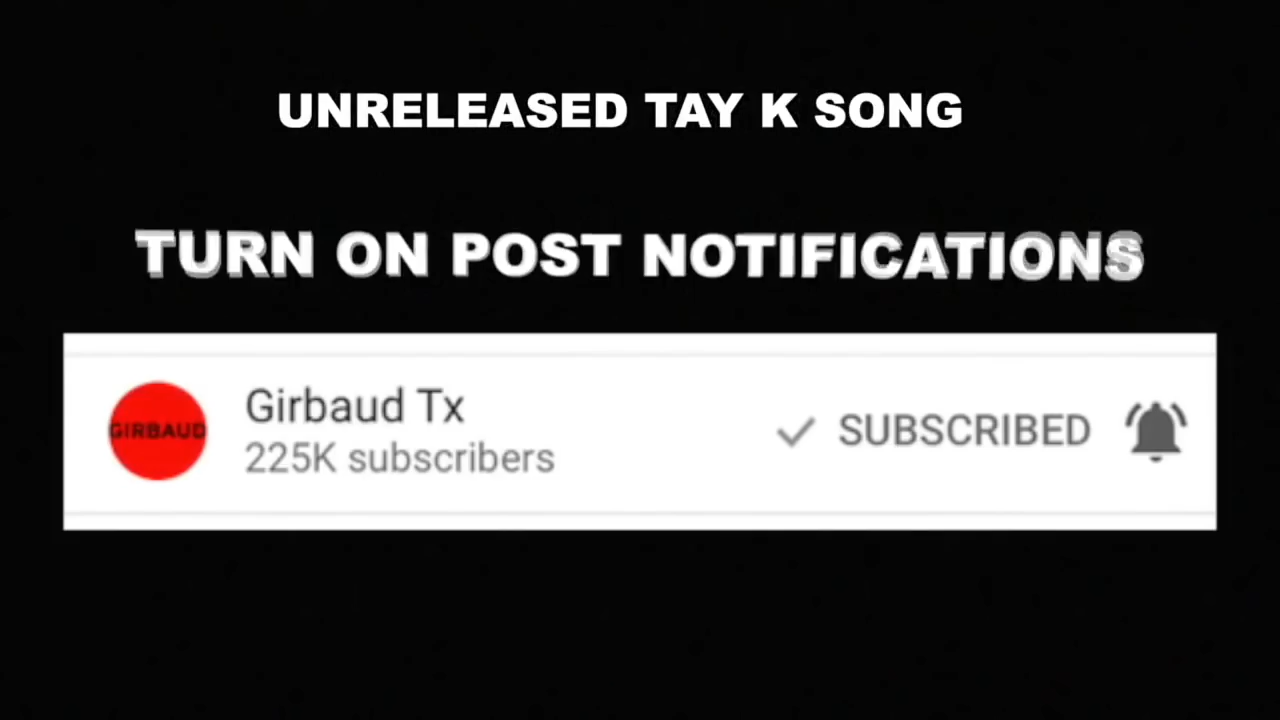 UNRELEASED TAY K SONG
TURN ON POST NOTIFICATIONS
GIRBAUD
Girbaud Tx
225K subscribers
SUBSCRIBED